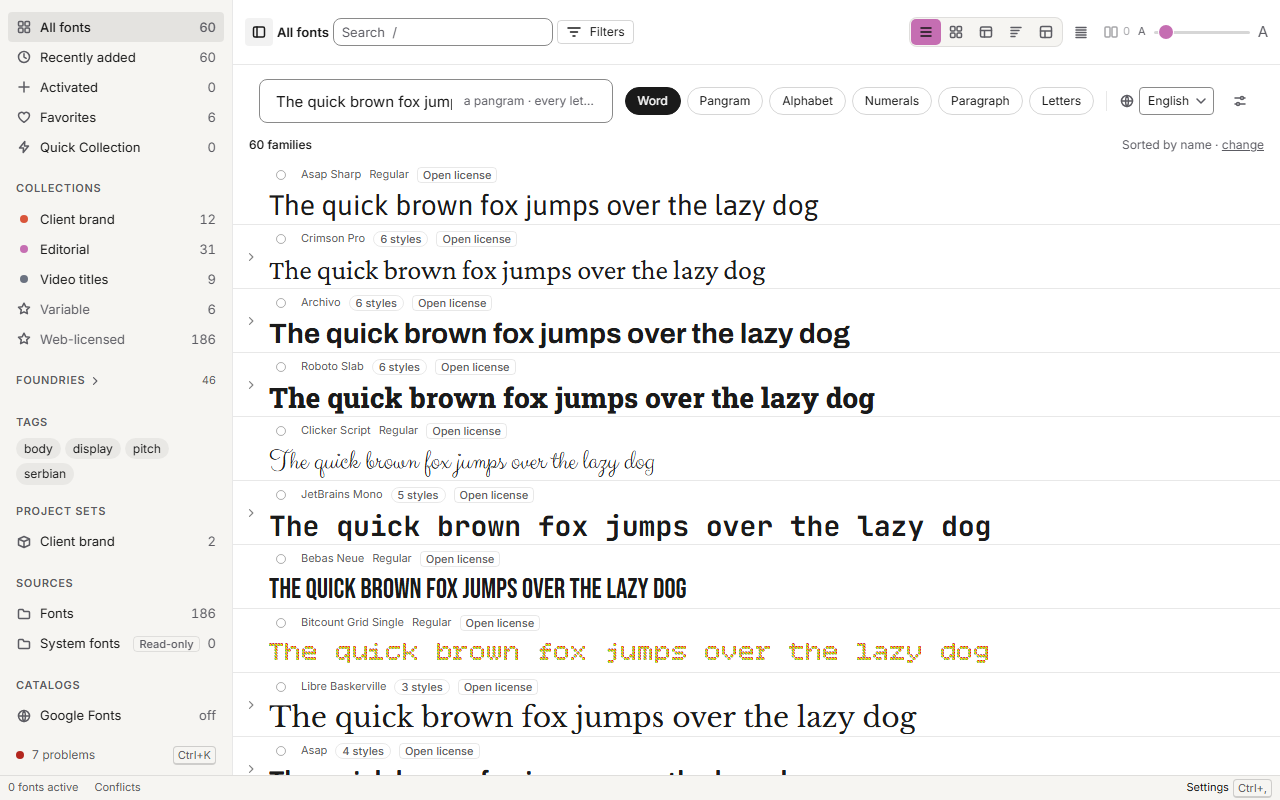 All fonts 60
Recently added 60
Activated 0
Favorites 6
Quick Collection 0
COLLECTIONS
Client brand 12
Editorial 31
Video titles 9
Variable 6
Web-licensed 186
FOUNDRIES 46
TAGS
body display pitch
serbian
PROJECT SETS
Client brand 2
SOURCES
Fonts 186
System fonts Read-only 0
CATALOGS
Google Fonts off
7 problems Ctrl+K
All fonts Search / Filters 0 A A
The quick brown fox jump a pangram · every let... Word Pangram Alphabet Numerals Paragraph Letters English
60 families Sorted by name · change
Asap Sharp Regular Open license
The quick brown fox jumps over the lazy dog
Crimson Pro 6 styles Open license
The quick brown fox jumps over the lazy dog
Archivo 6 styles Open license
The quick brown fox jumps over the lazy dog
Roboto Slab 6 styles Open license
The quick brown fox jumps over the lazy dog
Clicker Script Regular Open license
The quick brown fox jumps over the lazy dog
JetBrains Mono 5 styles Open license
The quick brown fox jumps over the lazy dog
Bebas Neue Regular Open license
THE QUICK BROWN FOX JUMPS OVER THE LAZY DOG
Bitcount Grid Single Regular Open license
The quick brown fox jumps over the lazy dog
Libre Baskerville 3 styles Open license
The quick brown fox jumps over the lazy dog
Asap 4 styles Open license
0 fonts active Conflicts Settings Ctrl+,